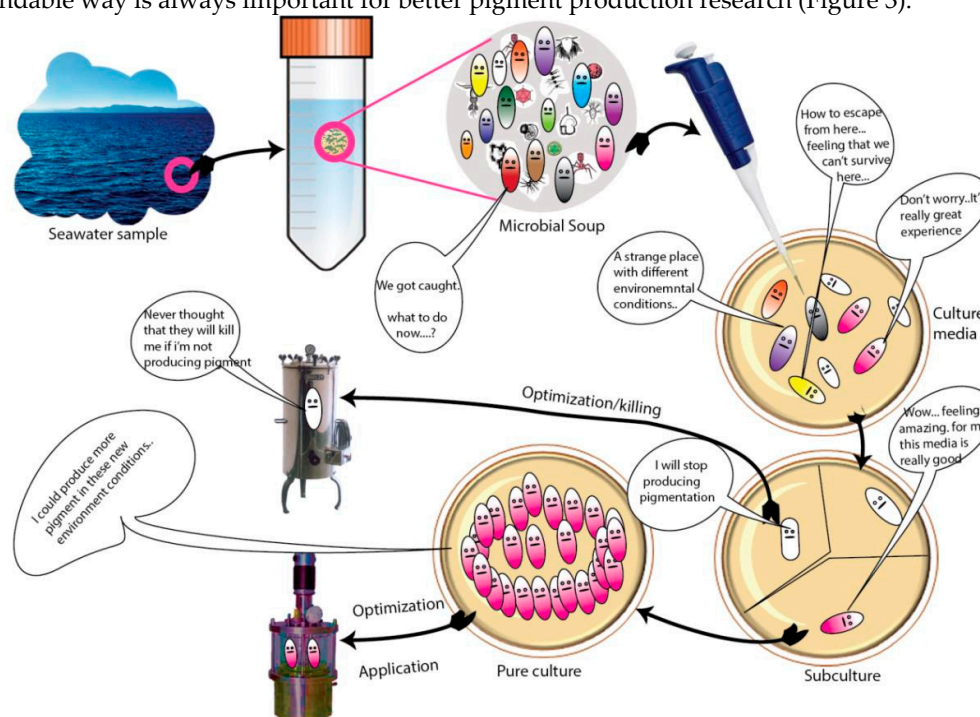 ndable way is always important for better pigment production research (Figure 3).
How to escape
from here...
feeling that we
can't survive
here...
Don't worry..It'
really great
experience
Seawater sample
Microbial Soup
A strange place
with different
environemntal
conditions..
We got caught.
what to do
now....?
Culture
media
Never thought
that they will kill
me if i'm not
producing pigment
Optimization/killing
Wow... feeling
amazing. for m
this media is
really good
I will stop
producing
pigmentation
I could produce more
pigment in these new
environment conditions..
Optimization
Application
Pure culture
Subculture